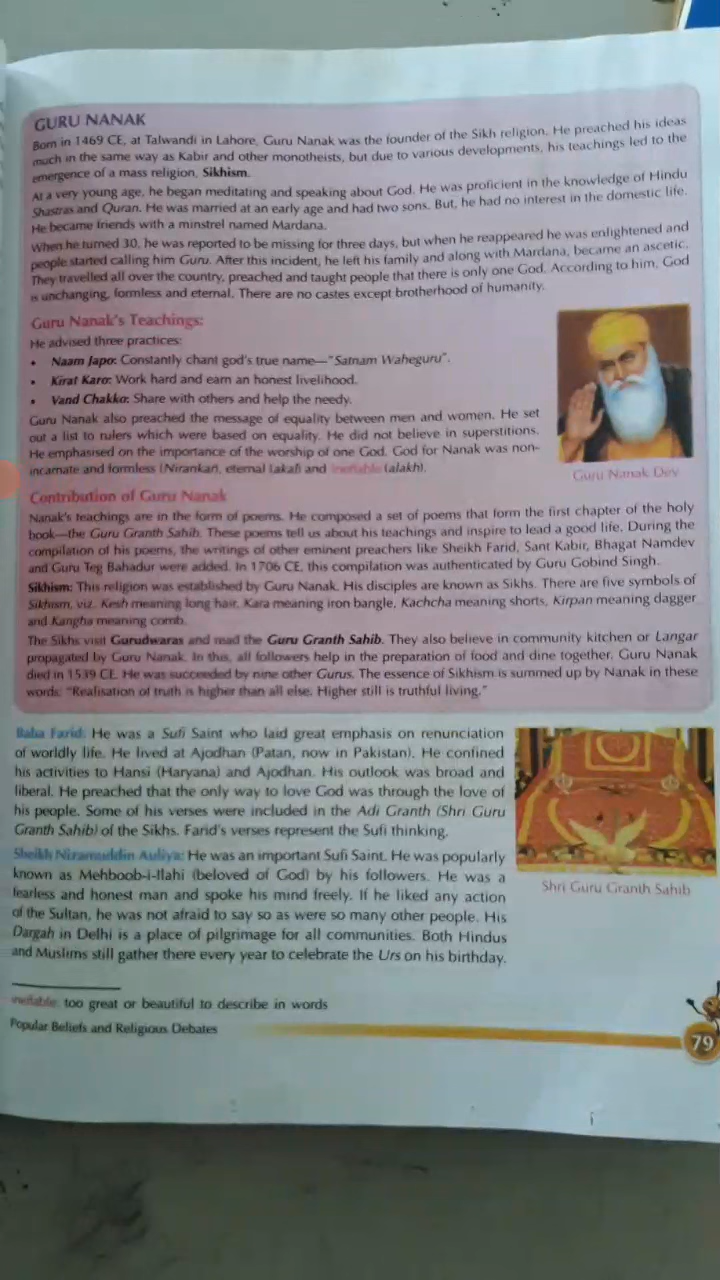 GURU NANAK
Born in 1469 CE, at Talwandi in Lahore, Guru Nanak was the founder of the Sikh religion. He preached his ideas
much in the same way as Kabir and other monotheists, but due to various developments, his teachings led to the
emergence of a mass religion, Sikhism.
At a very young age, he began meditating and speaking about God. He was proficient in the knowledge of Hindu
Shastras and Quran. He was married at an early age and had two sons. But, he had no interest in the domestic life.
He became friends with a minstrel named Mardana.
When he turned 30, he was reported to be missing for three days, but when he reappeared he was enlightened and
people started calling him Guru. After this incident, he left his family and along with Mardana, became an ascetic.
They travelled all over the country, preached and taught people that there is only one God. According to him, God
is unchanging, formless and eternal. There are no castes except brotherhood of humanity.
Guru Nanak's Teachings:
He advised three practices:
• Naam Japo: Constantly chant god's true name—"Satnam Waheguru".
• Kirat Karo: Work hard and earn an honest livelihood.
• Vand Chakko: Share with others and help the needy.
Guru Nanak also preached the message of equality between men and women. He set
out a list to rulers which were based on equality. He did not believe in superstitions.
He emphasised on the importance of the worship of one God. God for Nanak was non-
incarnate and formless (Nirankar), eternal (akal) and ineffable (alakh).
Guru Nanak Dev
Contribution of Guru Nanak
Nanak's teachings are in the form of poems. He composed a set of poems that form the first chapter of the holy
book—the Guru Granth Sahib. These poems tell us about his teachings and inspire to lead a good life. During the
compilation of his poems, the writings of other eminent preachers like Sheikh Farid, Sant Kabir, Bhagat Namdev
and Guru Teg Bahadur were added. In 1706 CE, this compilation was authenticated by Guru Gobind Singh.
Sikhism: This religion was established by Guru Nanak. His disciples are known as Sikhs. There are five symbols of
Sikhism, viz. Kesh meaning long hair, Kara meaning iron bangle, Kachcha meaning shorts, Kirpan meaning dagger
and Kangha meaning comb.
The Sikhs visit Gurudwaras and read the Guru Granth Sahib. They also believe in community kitchen or Langar
propagated by Guru Nanak. In this, all followers help in the preparation of food and dine together. Guru Nanak
died in 1539 CE. He was succeeded by nine other Gurus. The essence of Sikhism is summed up by Nanak in these
words: "Realisation of truth is higher than all else. Higher still is truthful living."
Baba Farid: He was a Sufi Saint who laid great emphasis on renunciation
of worldly life. He lived at Ajodhan (Patan, now in Pakistan). He confined
his activities to Hansi (Haryana) and Ajodhan. His outlook was broad and
liberal. He preached that the only way to love God was through the love of
his people. Some of his verses were included in the Adi Granth (Shri Guru
Granth Sahib) of the Sikhs. Farid's verses represent the Sufi thinking.
Sheikh Nizamuddin Auliya: He was an important Sufi Saint. He was popularly
known as Mehboob-i-Ilahi (beloved of God) by his followers. He was a
fearless and honest man and spoke his mind freely. If he liked any action
of the Sultan, he was not afraid to say so as were so many other people. His
Dargah in Delhi is a place of pilgrimage for all communities. Both Hindus
and Muslims still gather there every year to celebrate the Urs on his birthday.
Shri Guru Granth Sahib
ineffable: too great or beautiful to describe in words
Popular Beliefs and Religious Debates
79